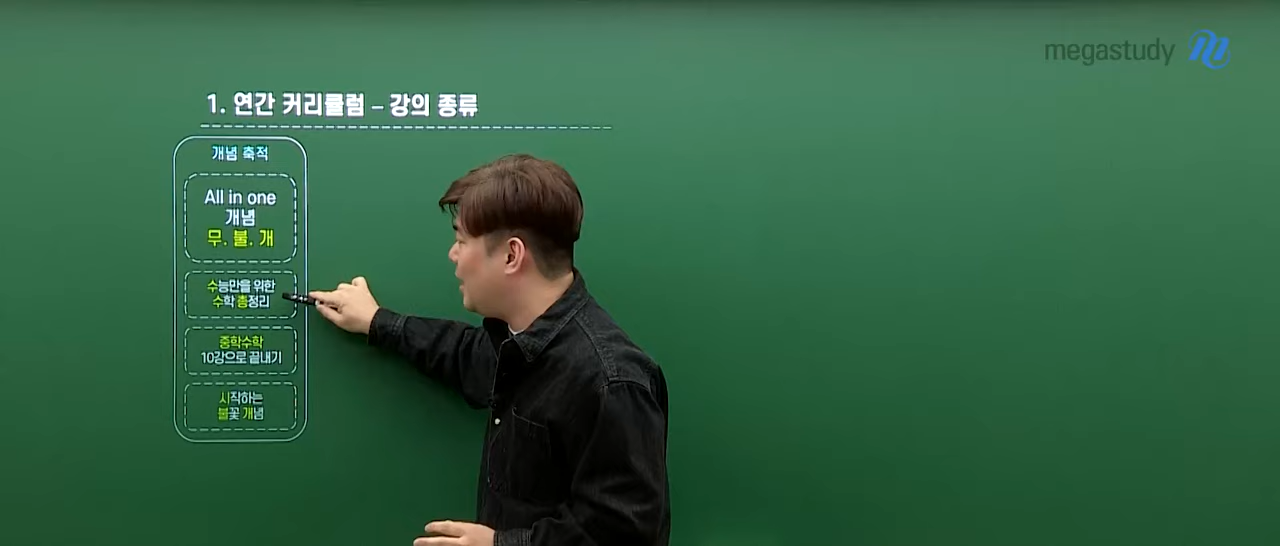 megastudy
1. 연간 커리큘럼 – 강의 종류
개념 축적
All in one
개념
무. 불. 개
수능만을 위한
수학 총정리
중학수학
10강으로 끝내기
시작하는
불꽃 개념